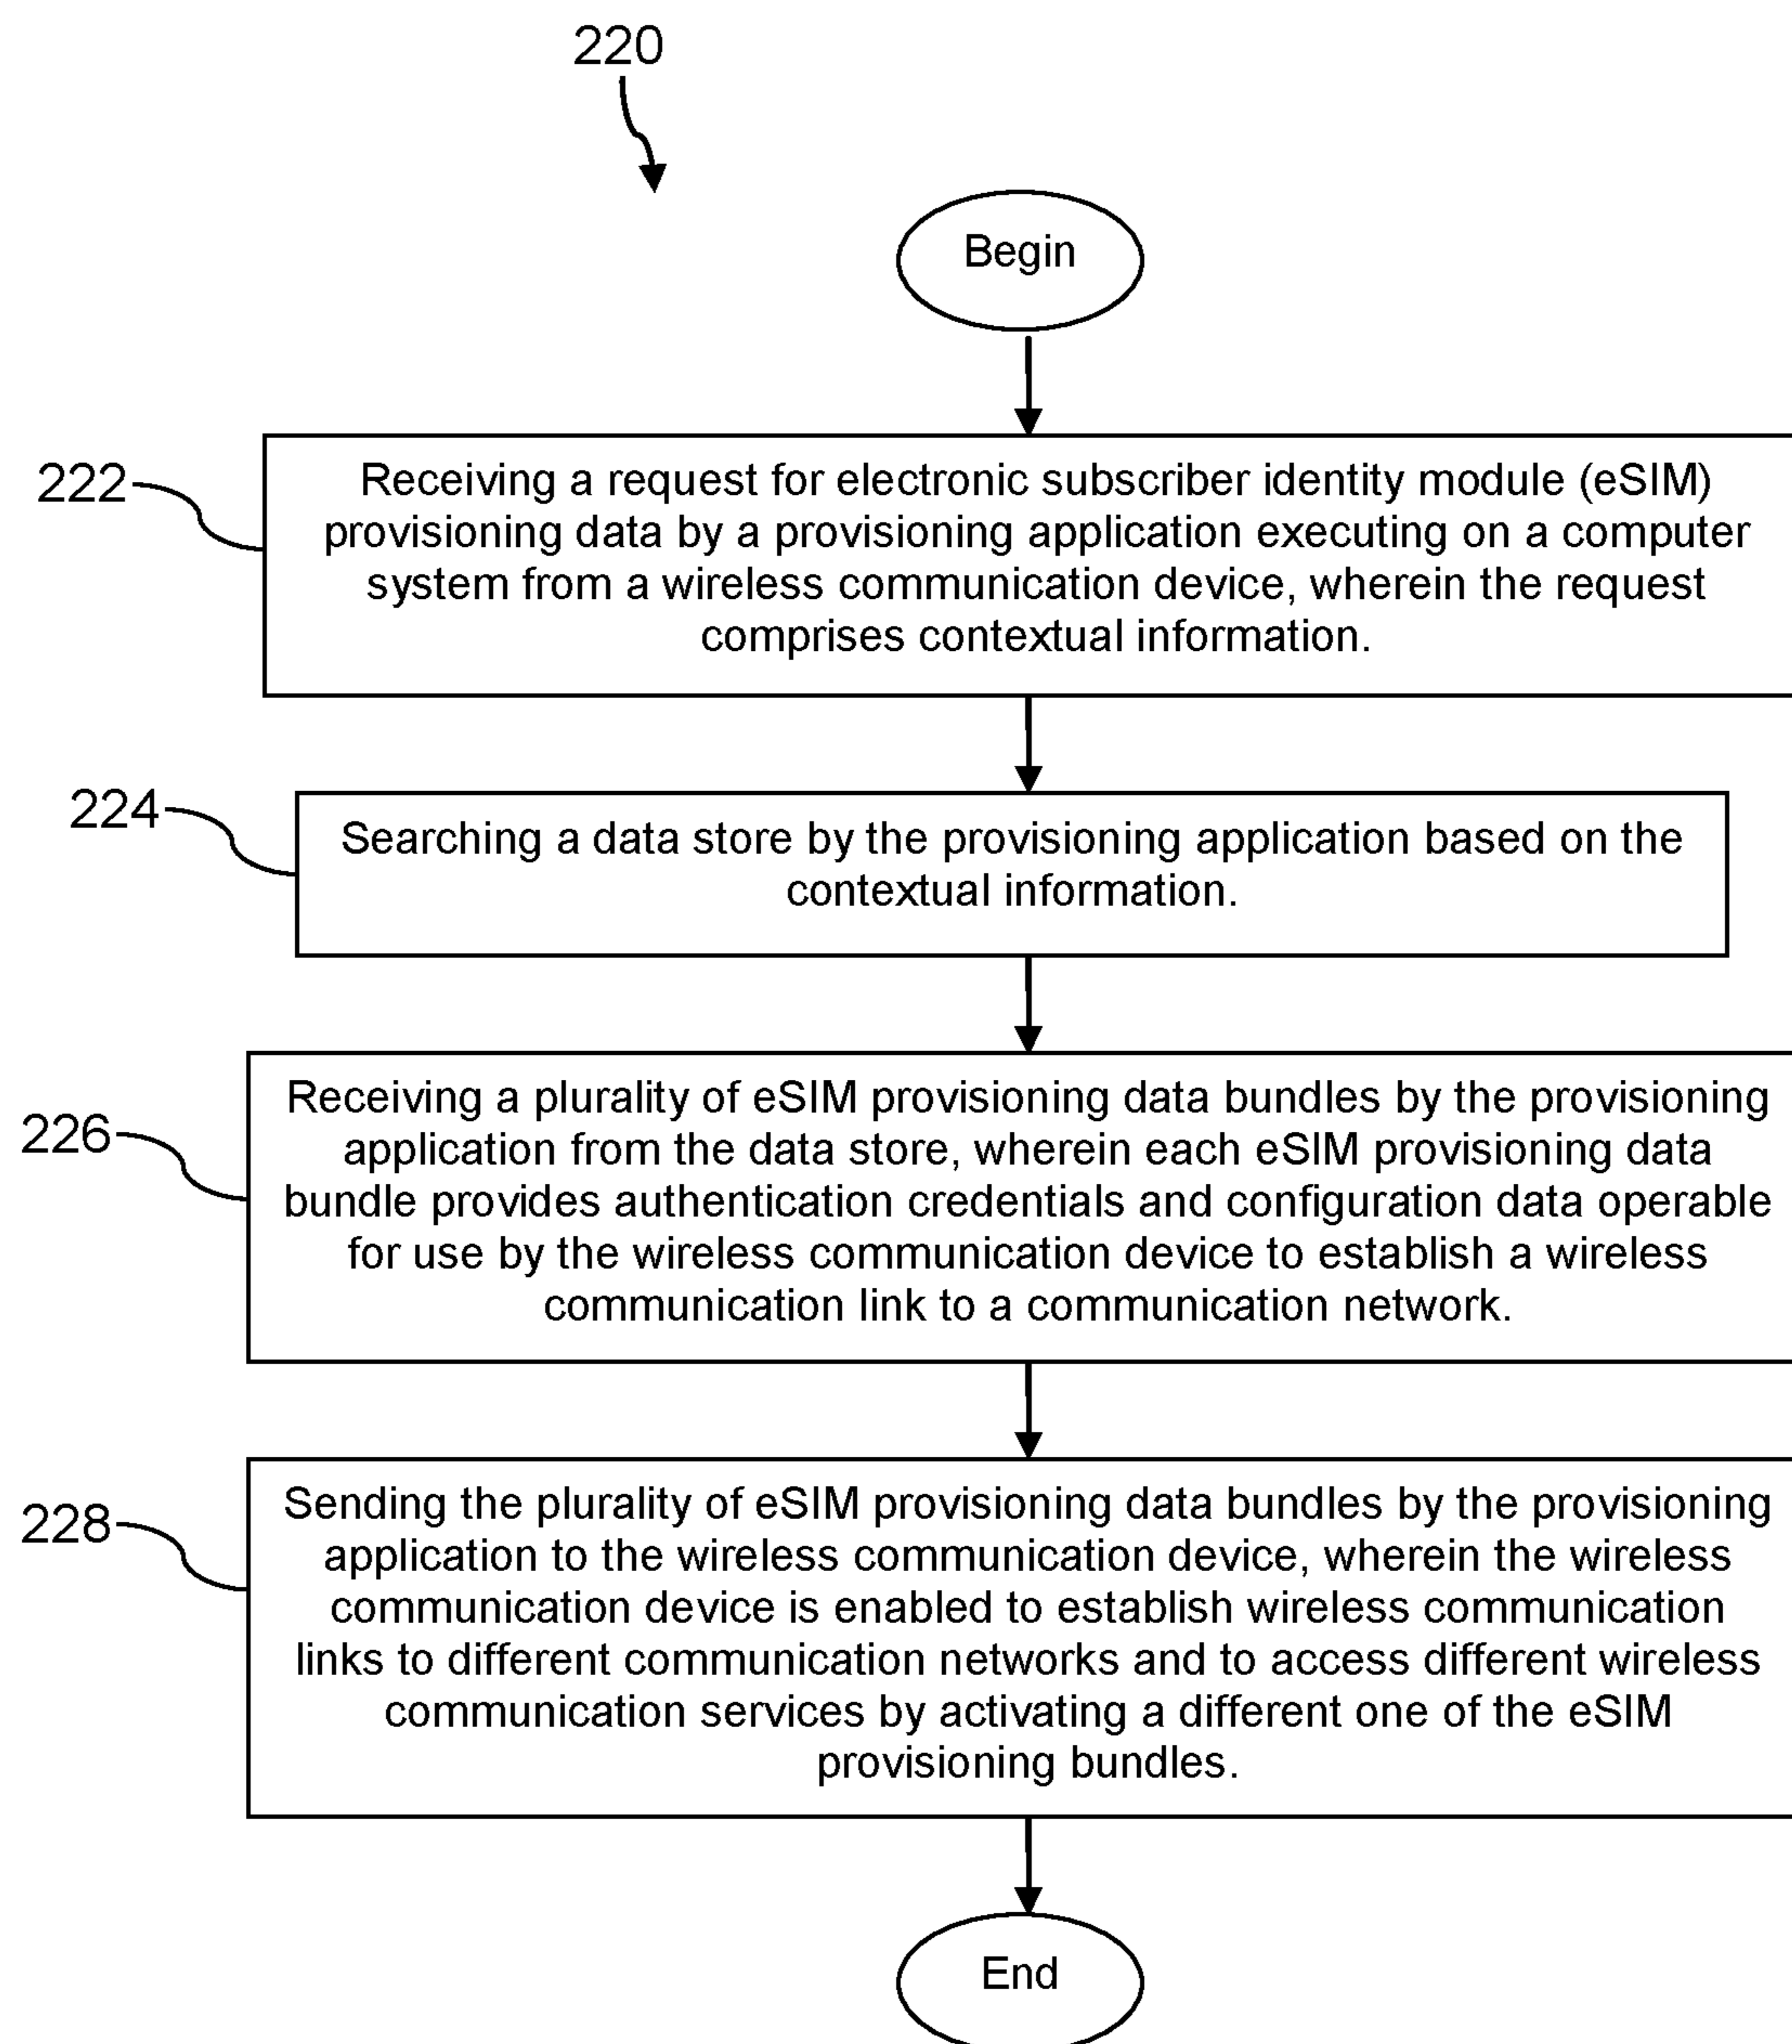 220
Begin
222
Receiving a request for electronic subscriber identity module (eSIM)
provisioning data by a provisioning application executing on a computer
system from a wireless communication device, wherein the request
comprises contextual information.
224
Searching a data store by the provisioning application based on the
contextual information.
226
Receiving a plurality of eSIM provisioning data bundles by the provisioning
application from the data store, wherein each eSIM provisioning data
bundle provides authentication credentials and configuration data operable
for use by the wireless communication device to establish a wireless
communication link to a communication network.
228
Sending the plurality of eSIM provisioning data bundles by the provisioning
application to the wireless communication device, wherein the wireless
communication device is enabled to establish wireless communication
links to different communication networks and to access different wireless
communication services by activating a different one of the eSIM
provisioning bundles.
End